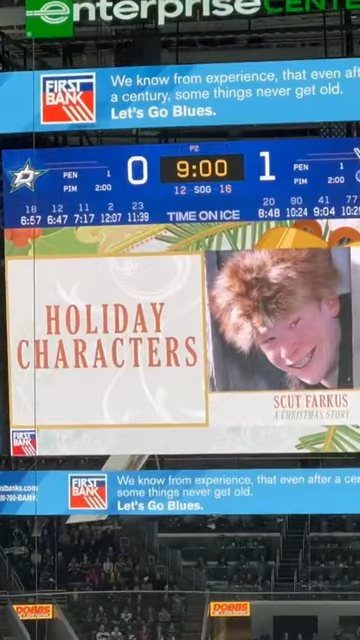 enterprise CENTER
FIRST BANK
We know from experience, that even aft
a century, some things never get old.
Let's Go Blues.
P2
PEN 1
PIM 2:00
0
9:00
1
PEN 1
PIM 2:00
12 SOG 16
18 12 11 2 23
6:57 6:47 7:17 12:07 11:39
TIME ON ICE
20 90 41 77
8:48 10:24 9:04
HOLIDAY
CHARACTERS
SCUT FARKUS
A CHRISTMAS STORY
FIRST BANK
FIRST BANK
We know from experience, that even after a cen
some things never get old.
Let's Go Blues.
DOBBS
DOBBS